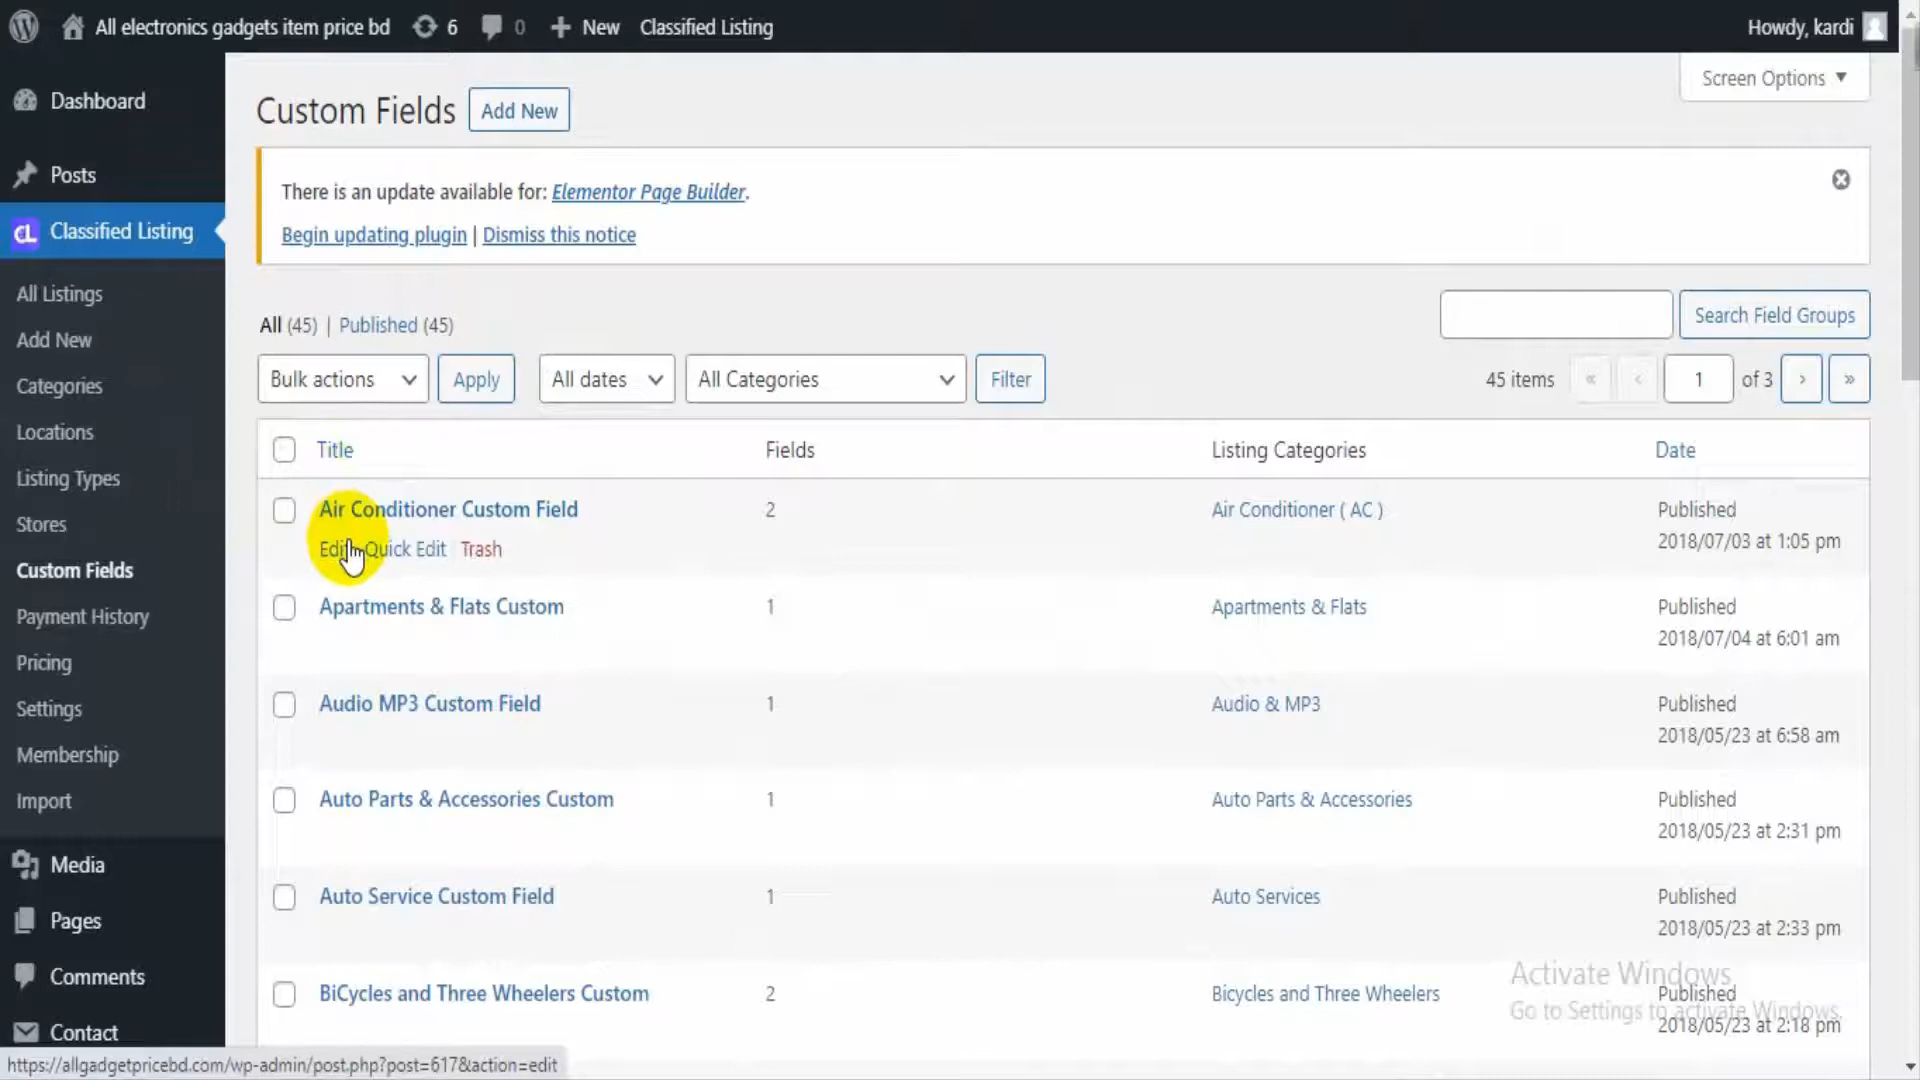 All electronics gadgets item price bd 6 0 New Classified Listing Howdy, kardi
Screen Options
Dashboard
Posts
Classified Listing
All Listings
Add New
Categories
Locations
Listing Types
Stores
Custom Fields
Payment History
Pricing
Settings
Membership
Import
Media
Pages
Comments
Contact
Custom Fields Add New
There is an update available for: Elementor Page Builder.
Begin updating plugin | Dismiss this notice
All (45) | Published (45)
Search Field Groups
Bulk actions Apply All dates All Categories Filter 45 items « ‹ 1 of 3 › »
Title Fields Listing Categories Date
Air Conditioner Custom Field 2 Air Conditioner ( AC ) Published
Edit Quick Edit Trash 2018/07/03 at 1:05 pm
Apartments & Flats Custom 1 Apartments & Flats Published
2018/07/04 at 6:01 am
Audio MP3 Custom Field 1 Audio & MP3 Published
2018/05/23 at 6:58 am
Auto Parts & Accessories Custom 1 Auto Parts & Accessories Published
2018/05/23 at 2:31 pm
Auto Service Custom Field 1 Auto Services Published
2018/05/23 at 2:33 pm
BiCycles and Three Wheelers Custom 2 Bicycles and Three Wheelers Published
2018/05/23 at 2:18 pm
Activate Windows
Go to Settings to activate Windows.
https://allgadgetpricebd.com/wp-admin/post.php?post=617&action=edit